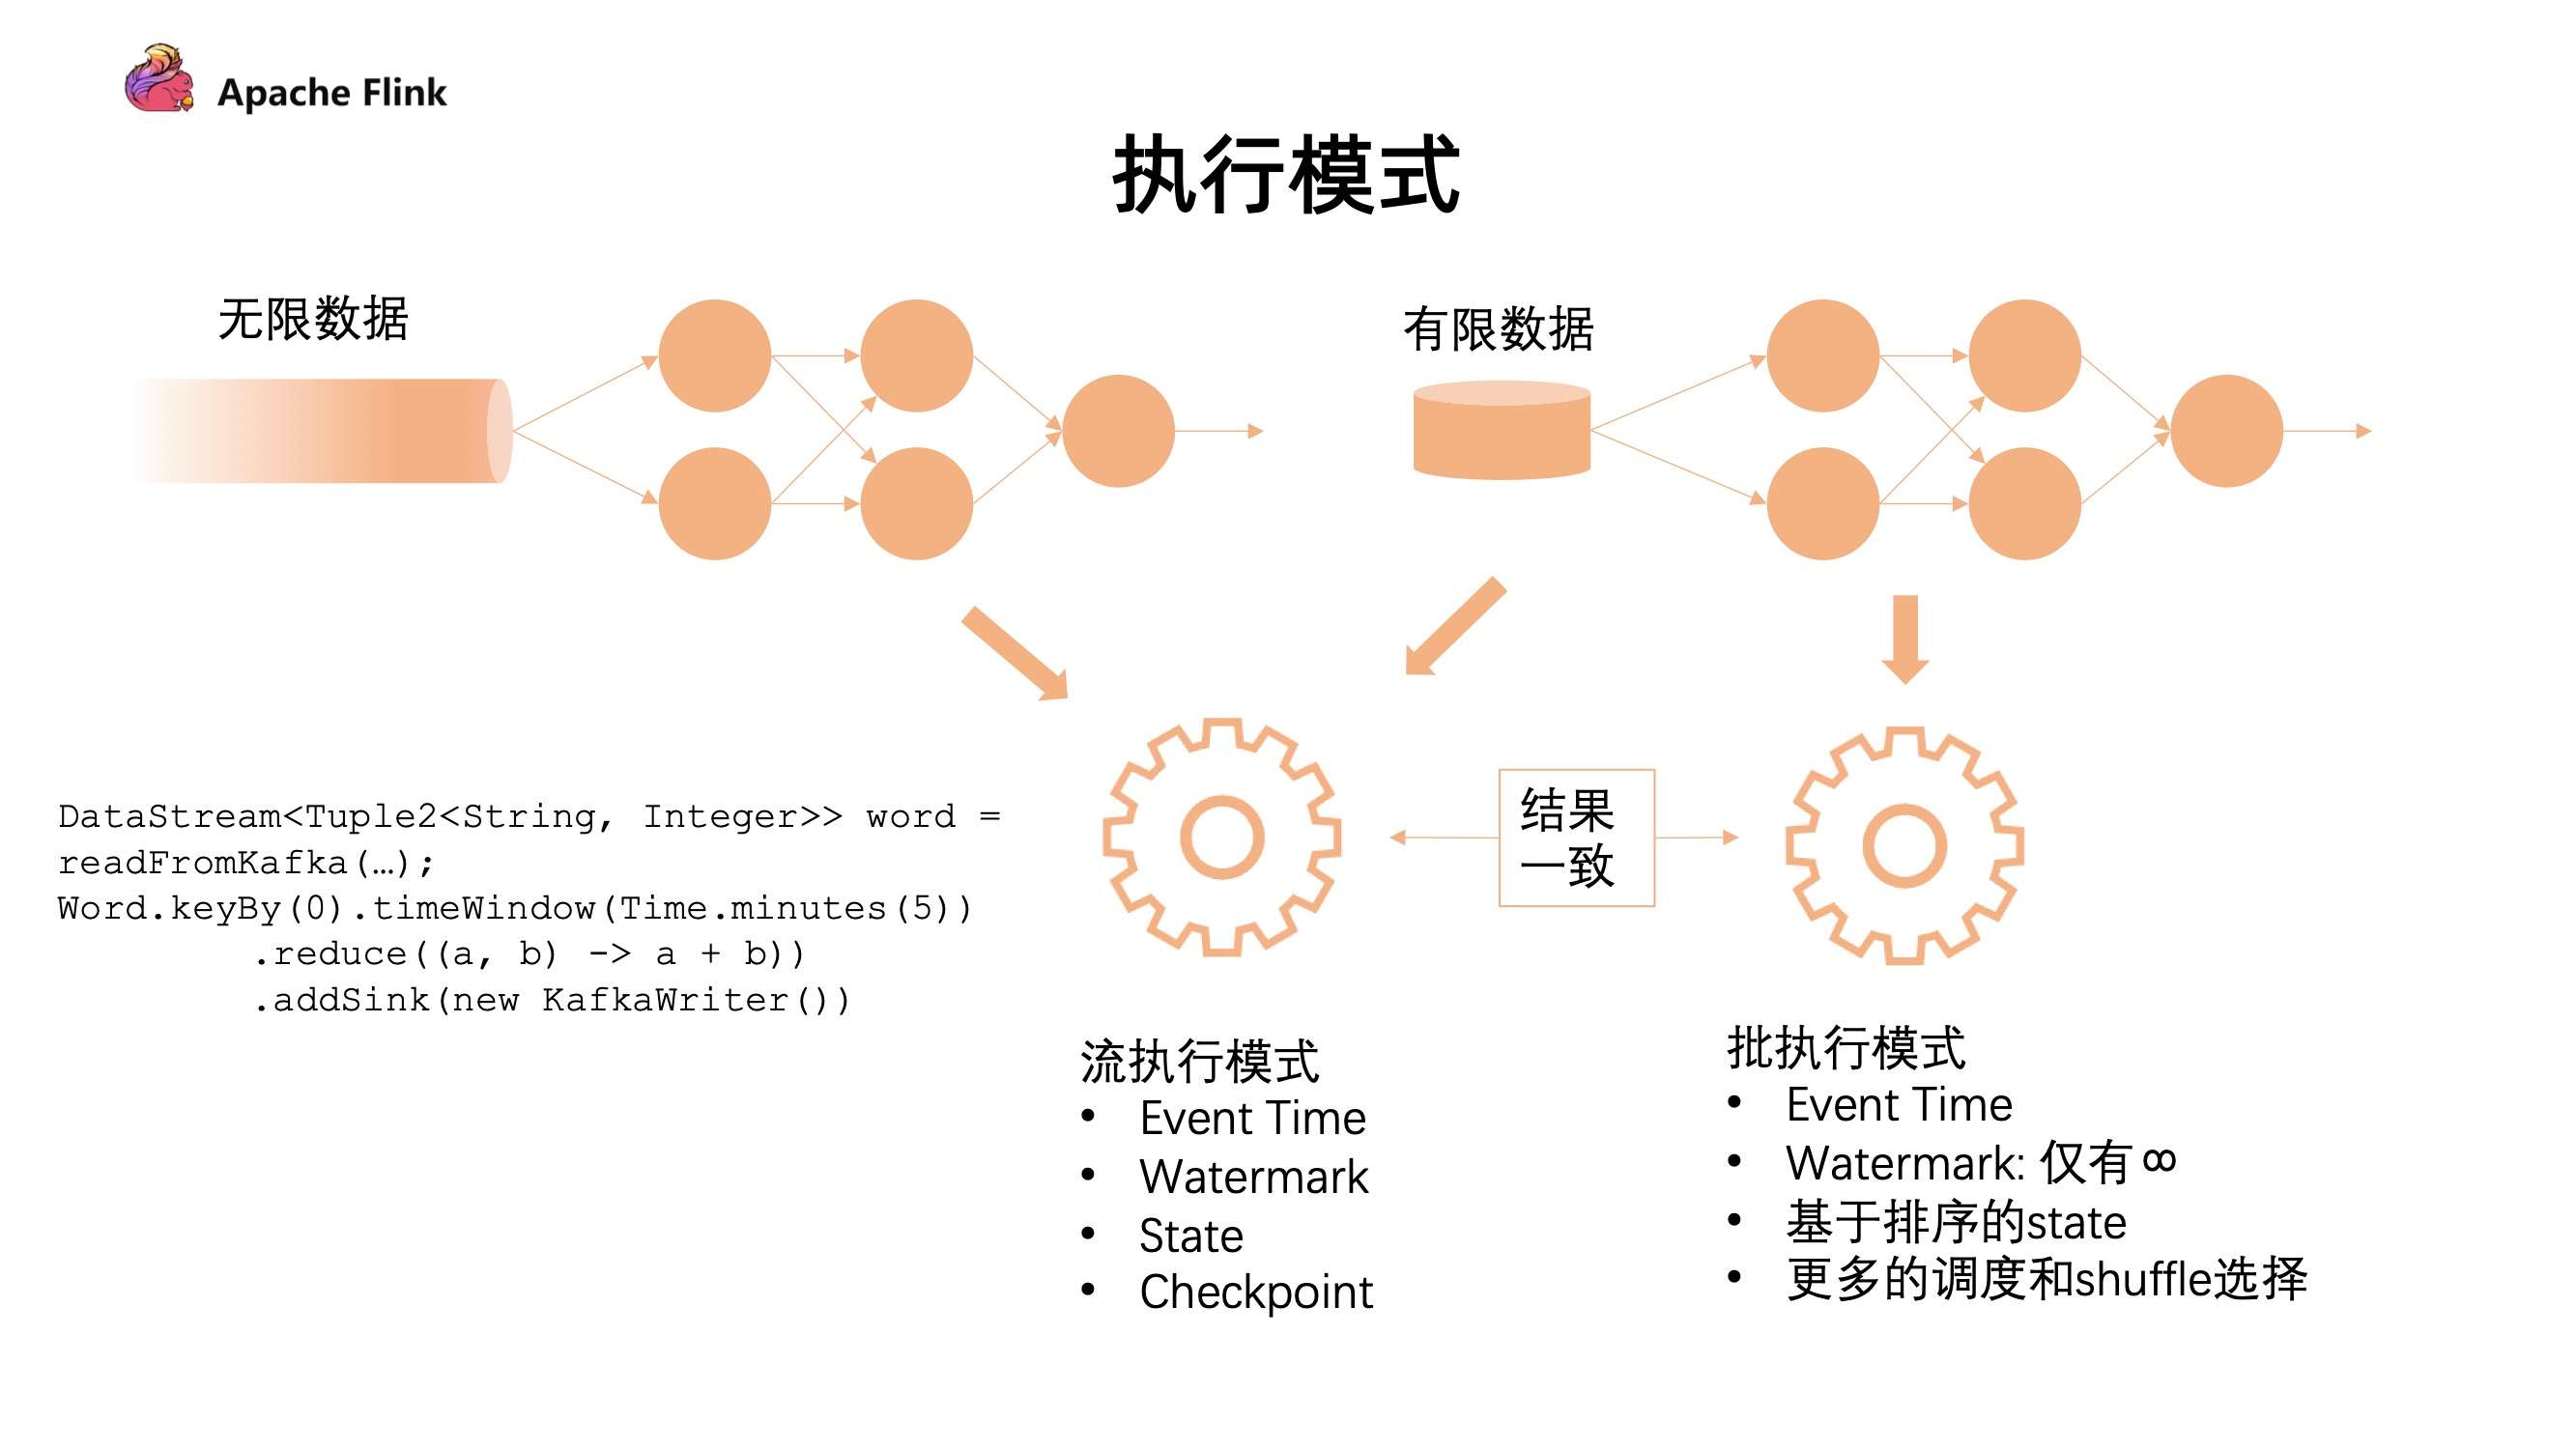 Apache Flink
执行模式
无限数据
有限数据
DataStream<Tuple2<String, Integer>> word =
readFromKafka(…);
Word.keyBy(0).timeWindow(Time.minutes(5))
.reduce((a, b) -> a + b))
.addSink(new KafkaWriter())
结果
一致
流执行模式
• Event Time
• Watermark
• State
• Checkpoint
批执行模式
• Event Time
• Watermark: 仅有∞
• 基于排序的state
• 更多的调度和shuffle选择